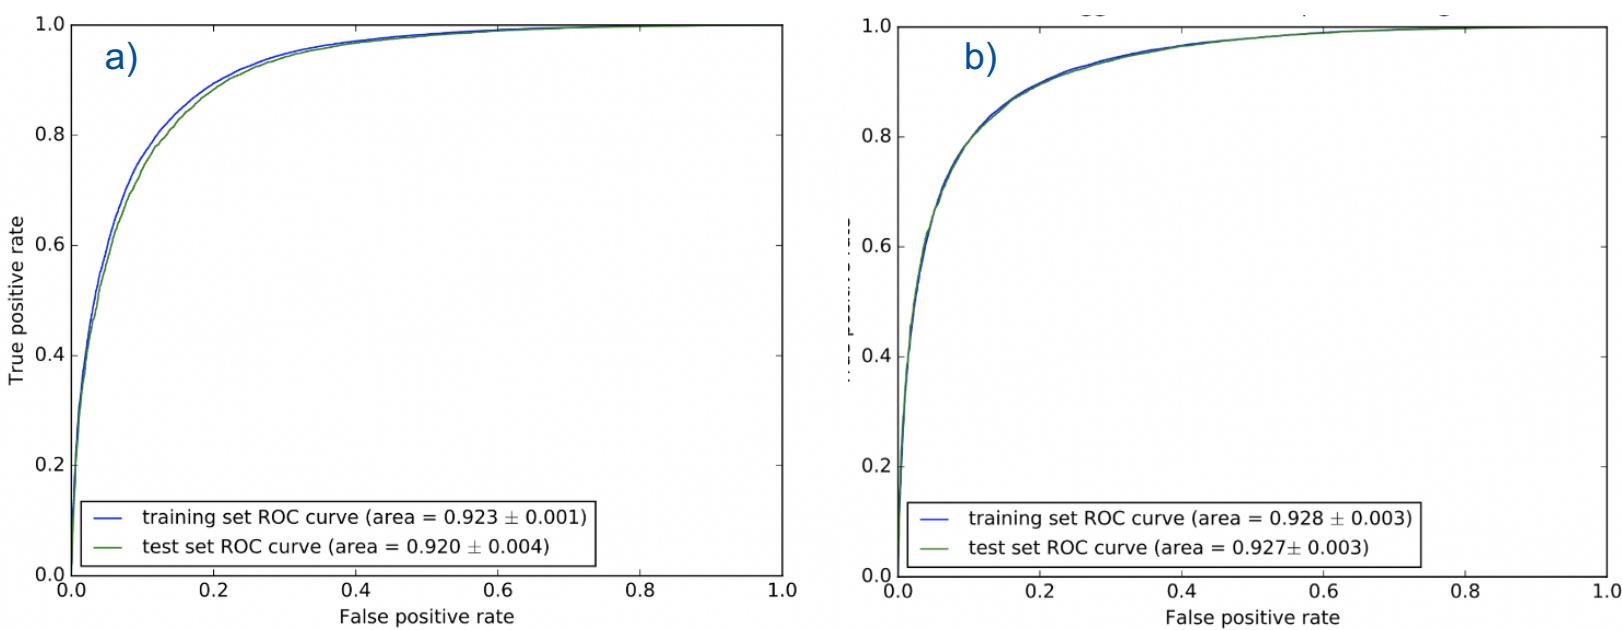 a)
1.0
0.8
0.6
0.4
0.2
0.0
True positive rate
training set ROC curve (area = 0.923 ± 0.001)
test set ROC curve (area = 0.920 ± 0.004)
0.0 0.2 0.4 0.6 0.8 1.0
False positive rate
b)
1.0
0.8
0.6
0.4
0.2
0.0
training set ROC curve (area = 0.928 ± 0.003)
test set ROC curve (area = 0.927± 0.003)
0.0 0.2 0.4 0.6 0.8 1.0
False positive rate